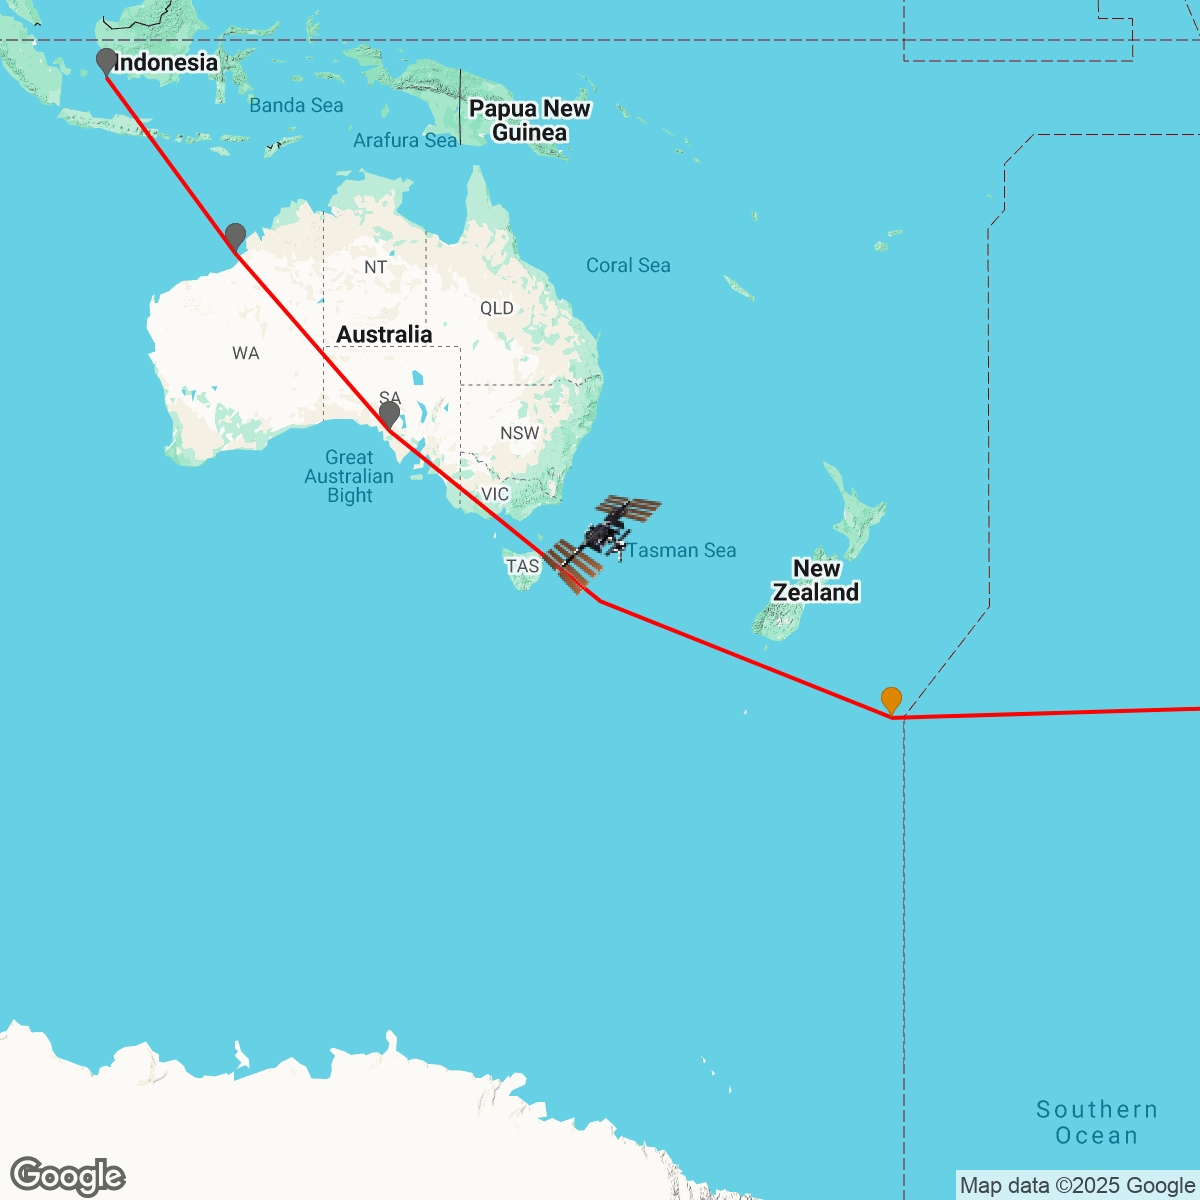 Indonesia
Banda Sea
Papua New
Guinea
Arafura Sea
Coral Sea
NT
QLD
Australia
WA
SA
NSW
Great
Australian
Bight
VIC
Tasman Sea
TAS
New
Zealand
Southern
Ocean
Google
Map data ©2025 Google